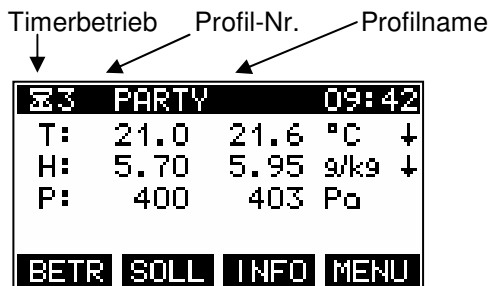 Timerbetrieb Profil-Nr. Profilname
⧖3 PARTY 09:42
T: 21.0 21.6 °C ↓
H: 5.70 5.95 g/kg ↓
P: 400 403 Pa
BETR SOLL INFO MENU